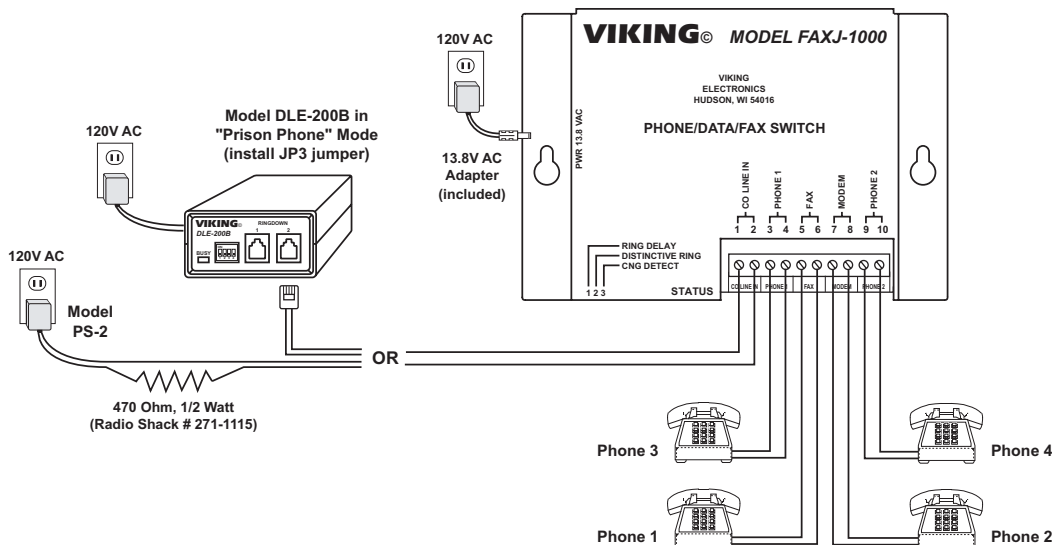 120V AC
VIKING© MODEL FAXJ-1000
VIKING
ELECTRONICS
HUDSON, WI 54016
PHONE/DATA/FAX SWITCH
PWR 13.8 VAC
13.8V AC
Adapter
(included)
Model DLE-200B in
"Prison Phone" Mode
(install JP3 jumper)
120V AC
VIKING©
DLE-200B
RINGDOWN
1 2
BUSY
CO LINE IN
PHONE 1
FAX
MODEM
PHONE 2
1 2 3 4 5 6 7 8 9 10
RING DELAY
DISTINCTIVE RING
CNG DETECT
1 2 3
STATUS
CO LINE IN PHONE 1 FAX MODEM PHONE 2
120V AC
Model
PS-2
OR
470 Ohm, 1/2 Watt
(Radio Shack # 271-1115)
Phone 3
Phone 4
Phone 1
Phone 2